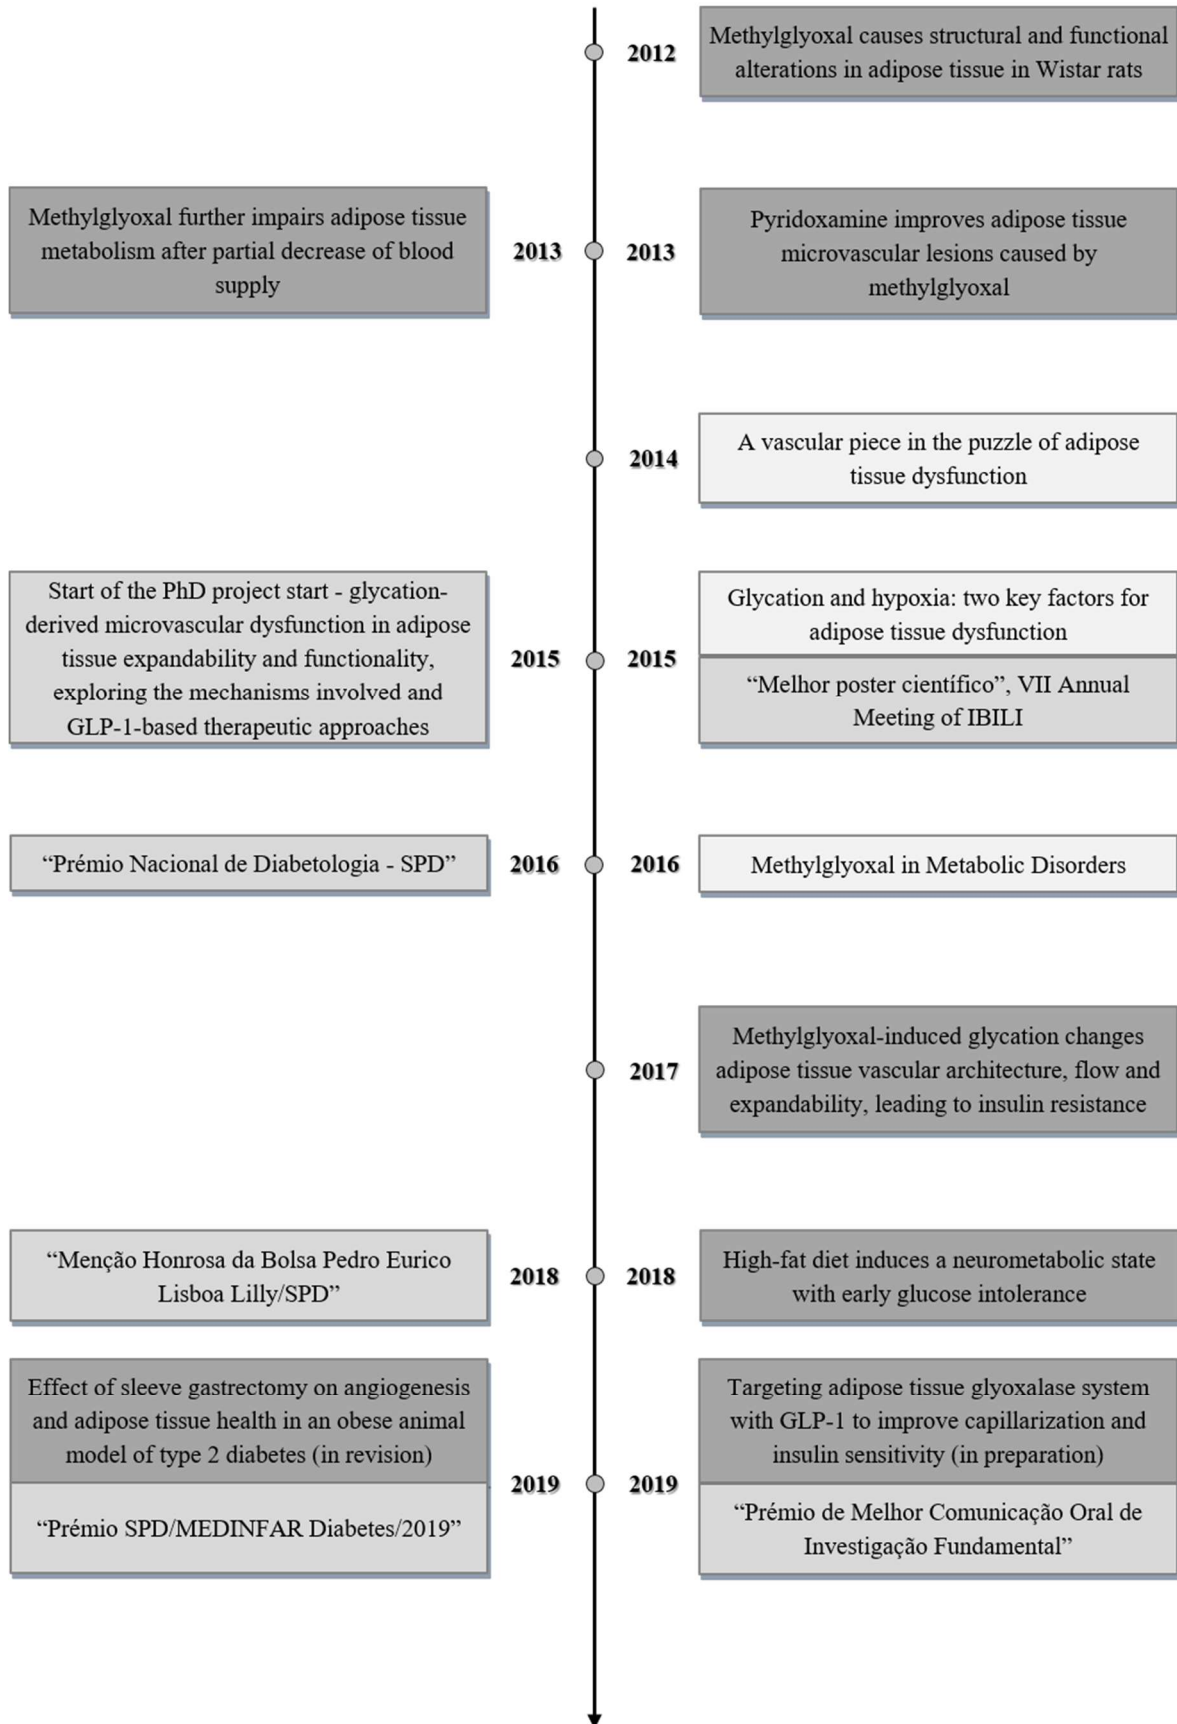 2012
Methylglyoxal causes structural and functional
alterations in adipose tissue in Wistar rats
Methylglyoxal further impairs adipose tissue
metabolism after partial decrease of blood
supply
2013
2013
Pyridoxamine improves adipose tissue
microvascular lesions caused by
methylglyoxal
2014
A vascular piece in the puzzle of adipose
tissue dysfunction
Start of the PhD project start - glycation-
derived microvascular dysfunction in adipose
tissue expandability and functionality,
exploring the mechanisms involved and
GLP-1-based therapeutic approaches
2015
2015
Glycation and hypoxia: two key factors for
adipose tissue dysfunction
“Melhor poster científico”, VII Annual
Meeting of IBILI
“Prémio Nacional de Diabetologia - SPD”
2016
2016
Methylglyoxal in Metabolic Disorders
2017
Methylglyoxal-induced glycation changes
adipose tissue vascular architecture, flow and
expandability, leading to insulin resistance
“Menção Honrosa da Bolsa Pedro Eurico
Lisboa Lilly/SPD”
2018
2018
High-fat diet induces a neurometabolic state
with early glucose intolerance
Effect of sleeve gastrectomy on angiogenesis
and adipose tissue health in an obese animal
model of type 2 diabetes (in revision)
“Prémio SPD/MEDINFAR Diabetes/2019”
2019
2019
Targeting adipose tissue glyoxalase system
with GLP-1 to improve capillarization and
insulin sensitivity (in preparation)
“Prémio de Melhor Comunicação Oral de
Investigação Fundamental”